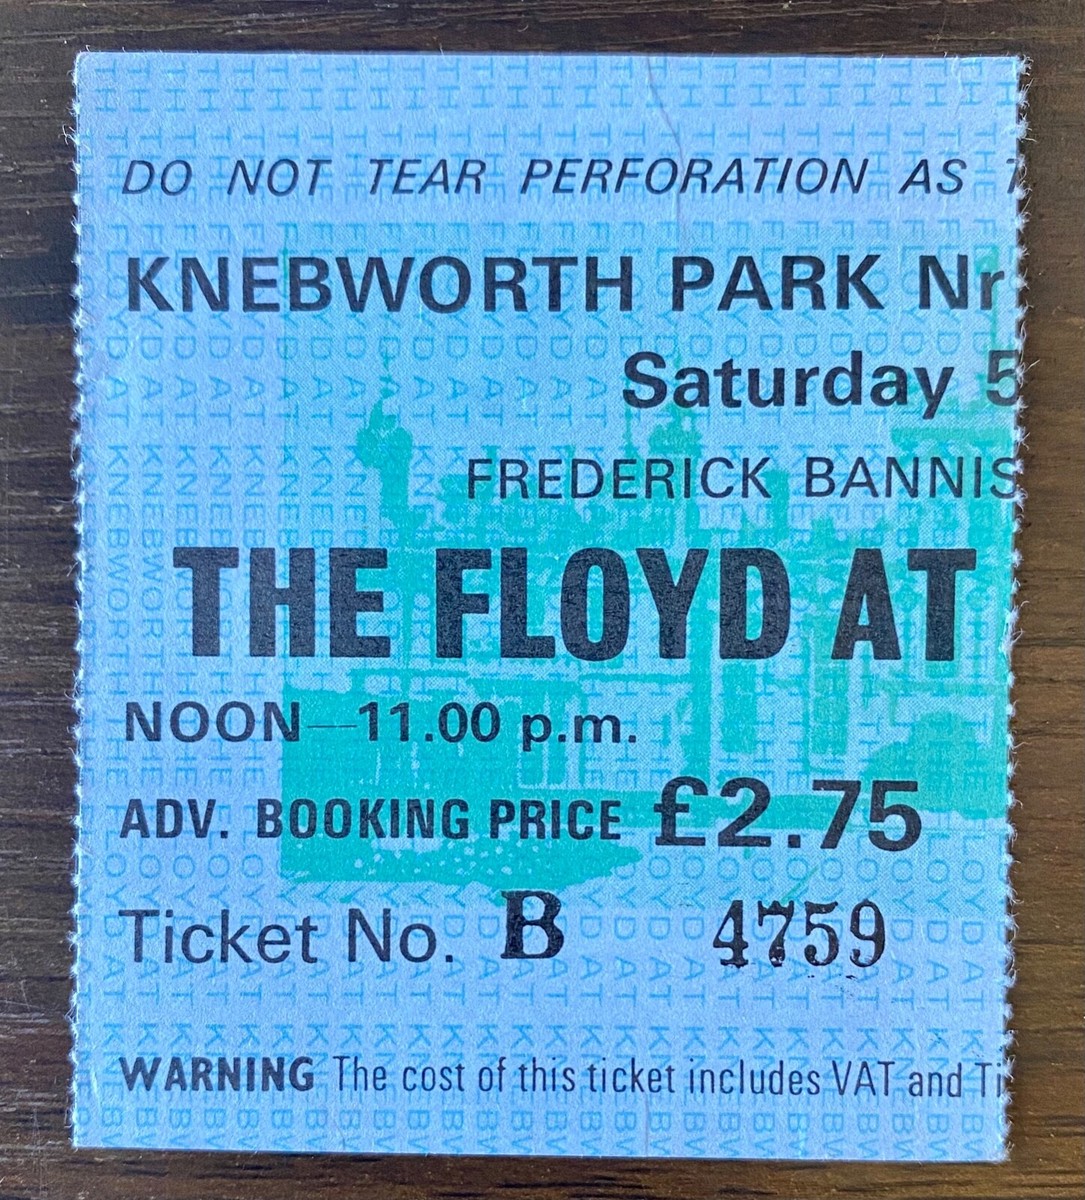 DO NOT TEAR PERFORATION AS
KNEBWORTH PARK Nr
Saturday 5
FREDERICK BANNIS
THE FLOYD AT
NOON—11.00 p.m.
ADV. BOOKING PRICE £2.75
Ticket No. B 4759
WARNING The cost of this ticket includes VAT and Ti